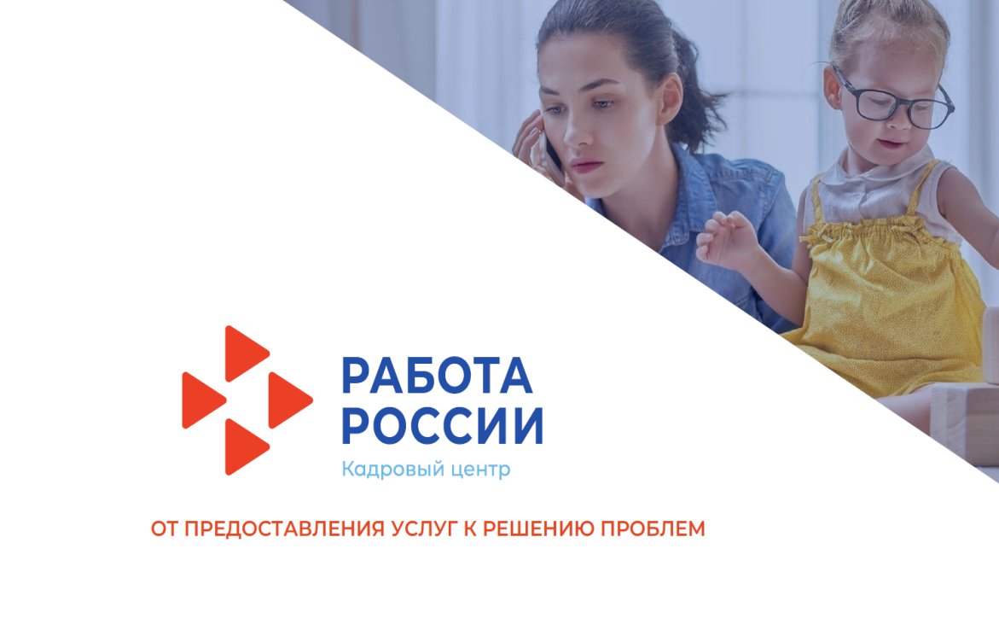 РАБОТА
РОССИИ
Кадровый центр
ОТ ПРЕДОСТАВЛЕНИЯ УСЛУГ К РЕШЕНИЮ ПРОБЛЕМ